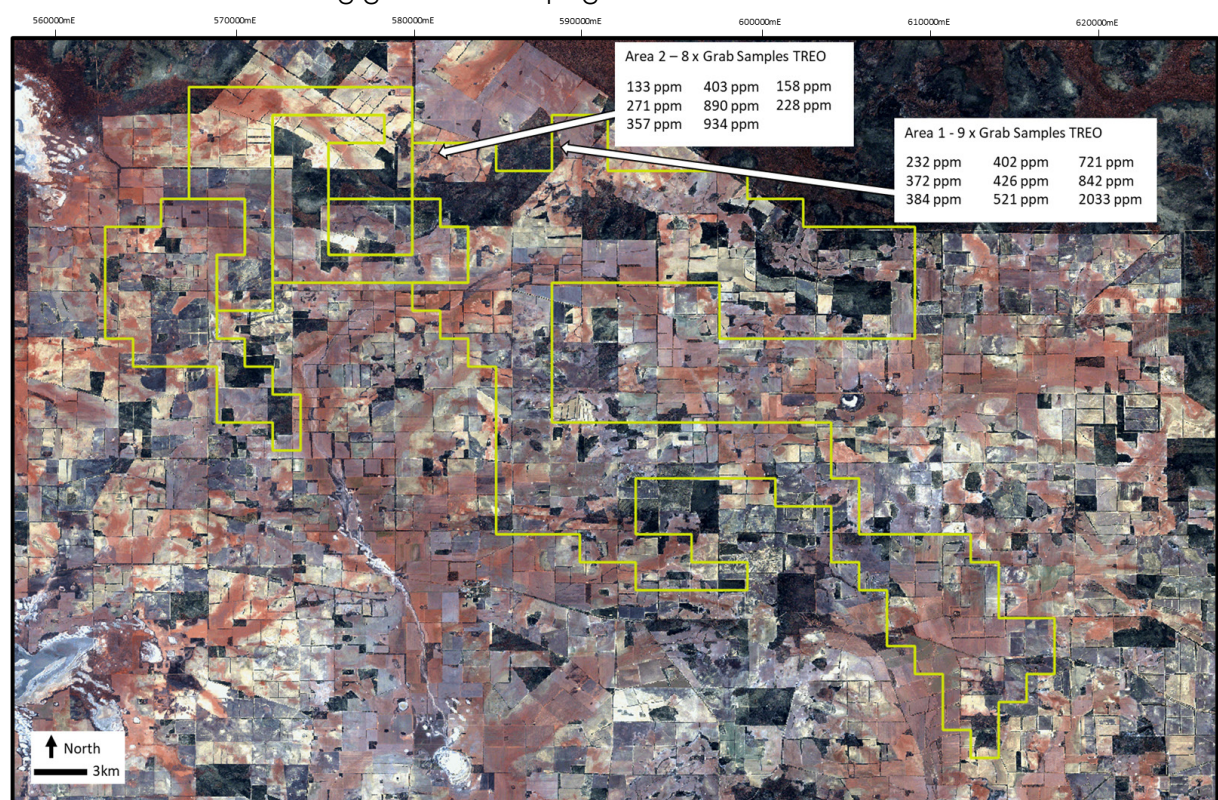 560000mE 570000mE 580000mE 590000mE 600000mE 610000mE 620000mE
Area 2 – 8 x Grab Samples TREO
133 ppm 403 ppm 158 ppm
271 ppm 890 ppm 228 ppm
357 ppm 934 ppm
Area 1 - 9 x Grab Samples TREO
232 ppm 402 ppm 721 ppm
372 ppm 426 ppm 842 ppm
384 ppm 521 ppm 2033 ppm
North
3km